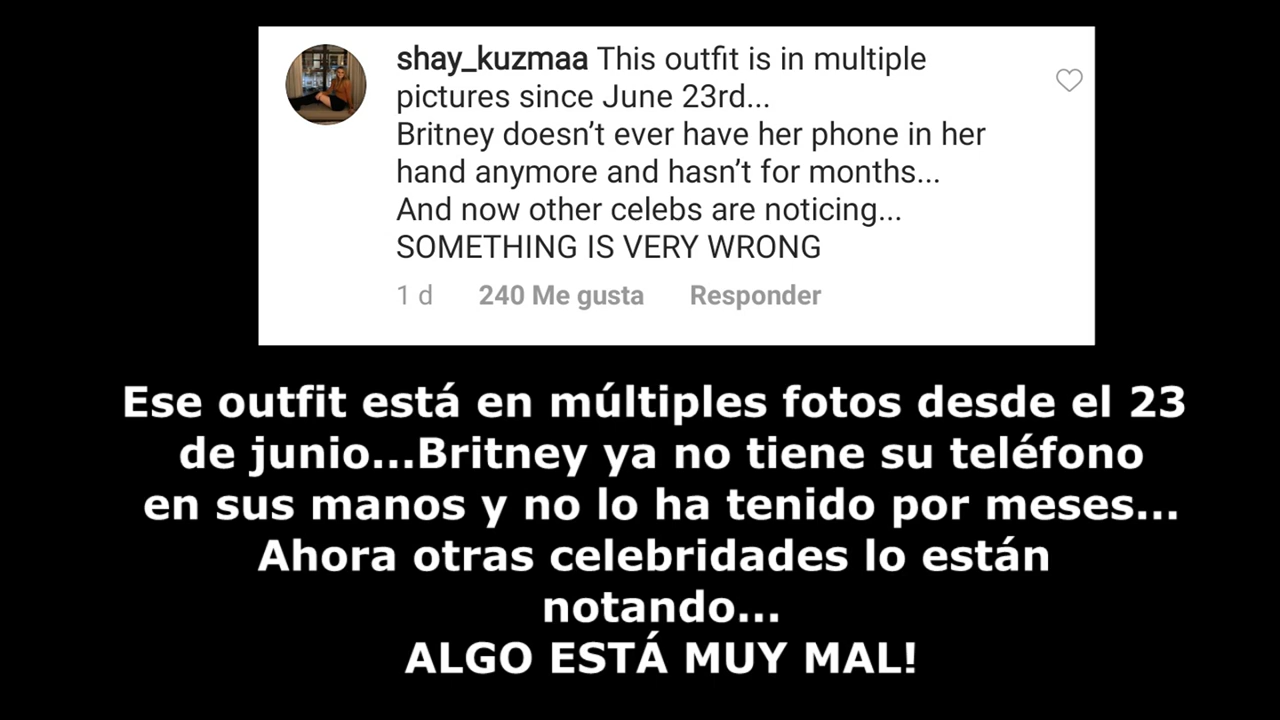 shay_kuzmaa This outfit is in multiple
pictures since June 23rd...
Britney doesn't ever have her phone in her
hand anymore and hasn't for months...
And now other celebs are noticing...
SOMETHING IS VERY WRONG
1 d 240 Me gusta Responder
Ese outfit está en múltiples fotos desde el 23
de junio...Britney ya no tiene su teléfono
en sus manos y no lo ha tenido por meses...
Ahora otras celebridades lo están
notando...
ALGO ESTÁ MUY MAL!